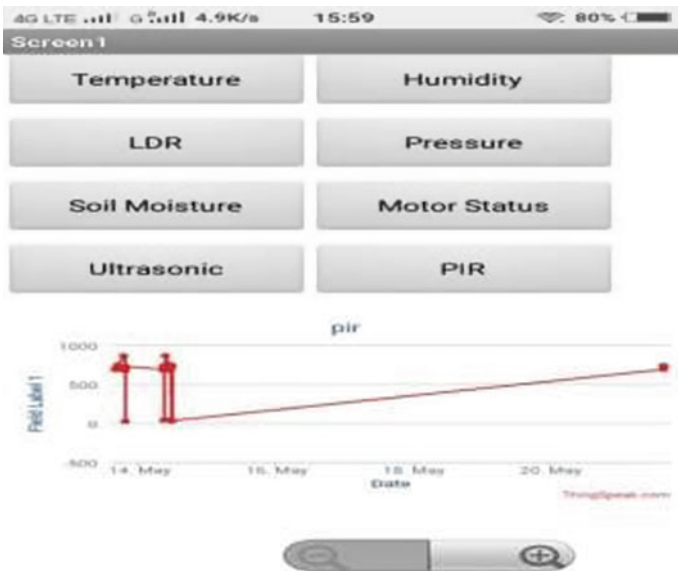 4G LTE G 4.9K/s 15:59 80%
Screen1
Temperature Humidity
LDR Pressure
Soil Moisture Motor Status
Ultrasonic PIR
pir
1000
500
0
-500
Field Label 1
14. May 16. May 18. May 20. May
Date
ThingSpeak.com